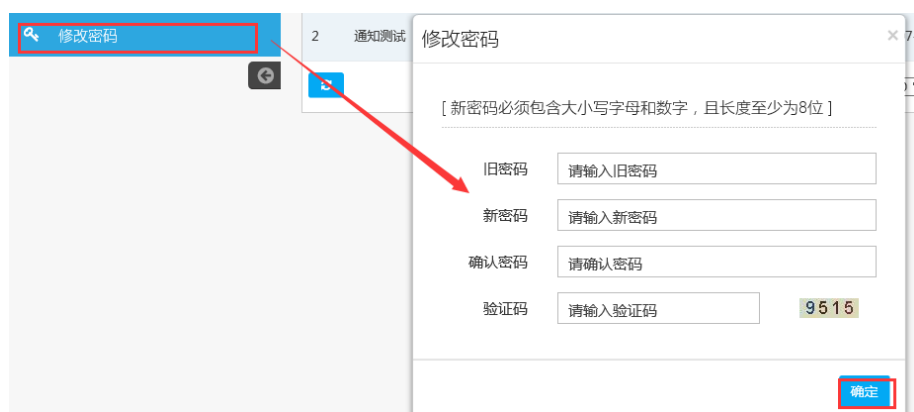 修改密码
2 通知测试
修改密码
×
7
[ 新密码必须包含大小写字母和数字，且长度至少为8位 ]
旧密码 请输入旧密码
新密码 请输入新密码
确认密码 请确认密码
验证码 请输入验证码 9515
确定